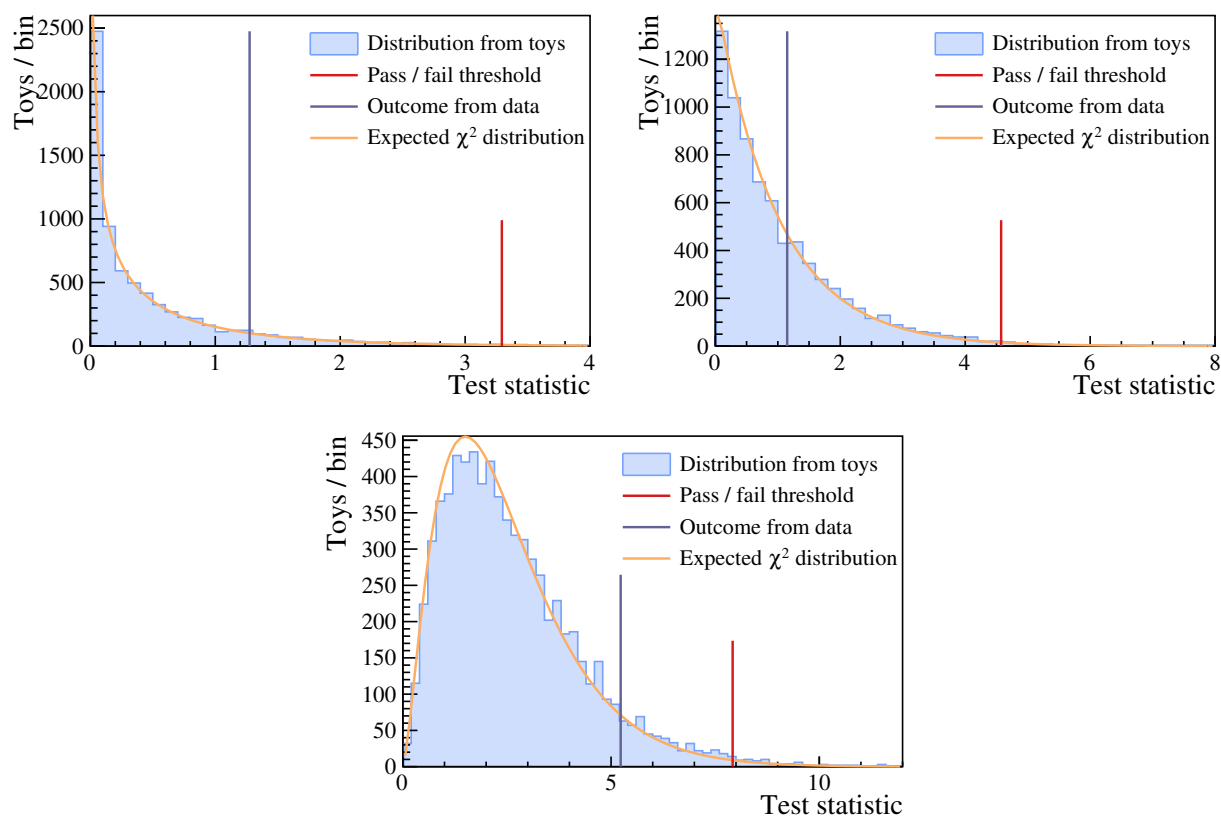 Toys / bin
2500
2000
1500
1000
500
0
0 1 2 3 4
Test statistic
Distribution from toys
Pass / fail threshold
Outcome from data
Expected χ² distribution
Toys / bin
1200
1000
800
600
400
200
0
0 2 4 6 8
Test statistic
Distribution from toys
Pass / fail threshold
Outcome from data
Expected χ² distribution
Toys / bin
450
400
350
300
250
200
150
100
50
0
0 5 10
Test statistic
Distribution from toys
Pass / fail threshold
Outcome from data
Expected χ² distribution